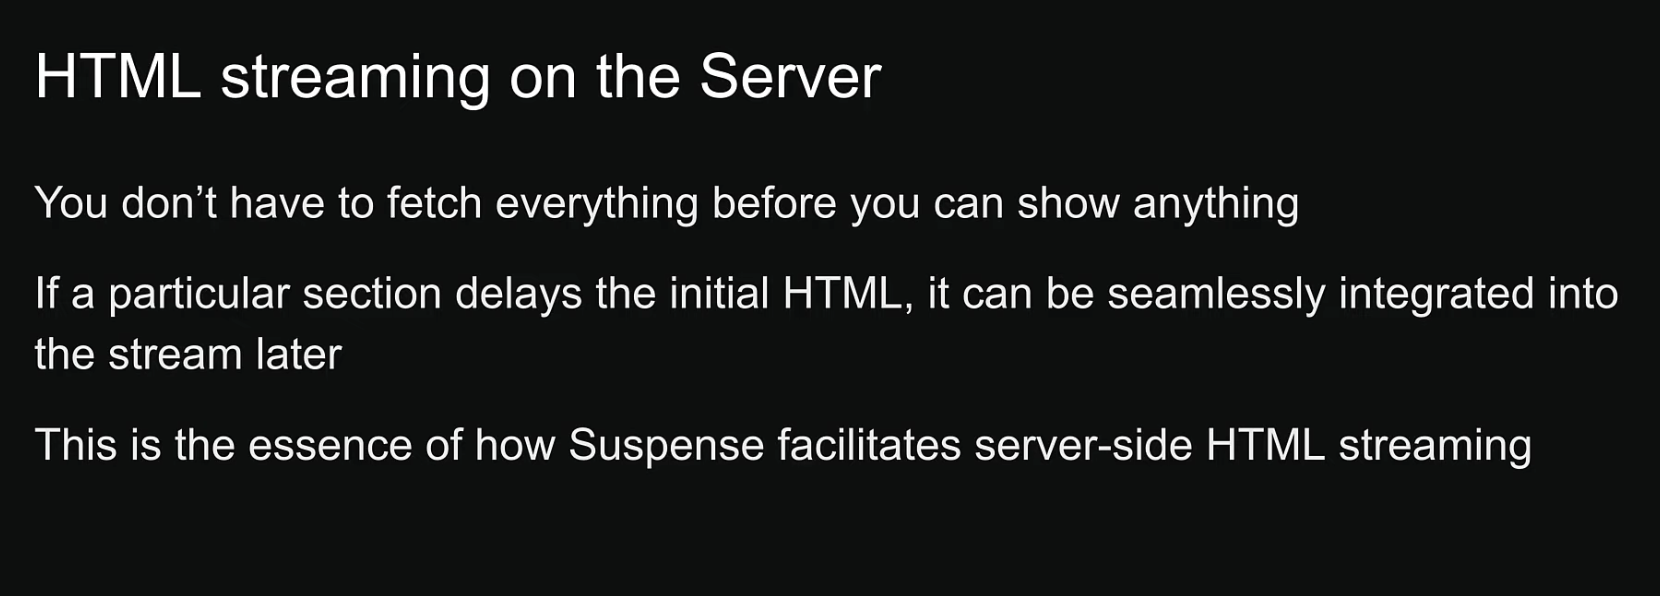 HTML streaming on the Server
You don’t have to fetch everything before you can show anything
If a particular section delays the initial HTML, it can be seamlessly integrated into
the stream later
This is the essence of how Suspense facilitates server-side HTML streaming